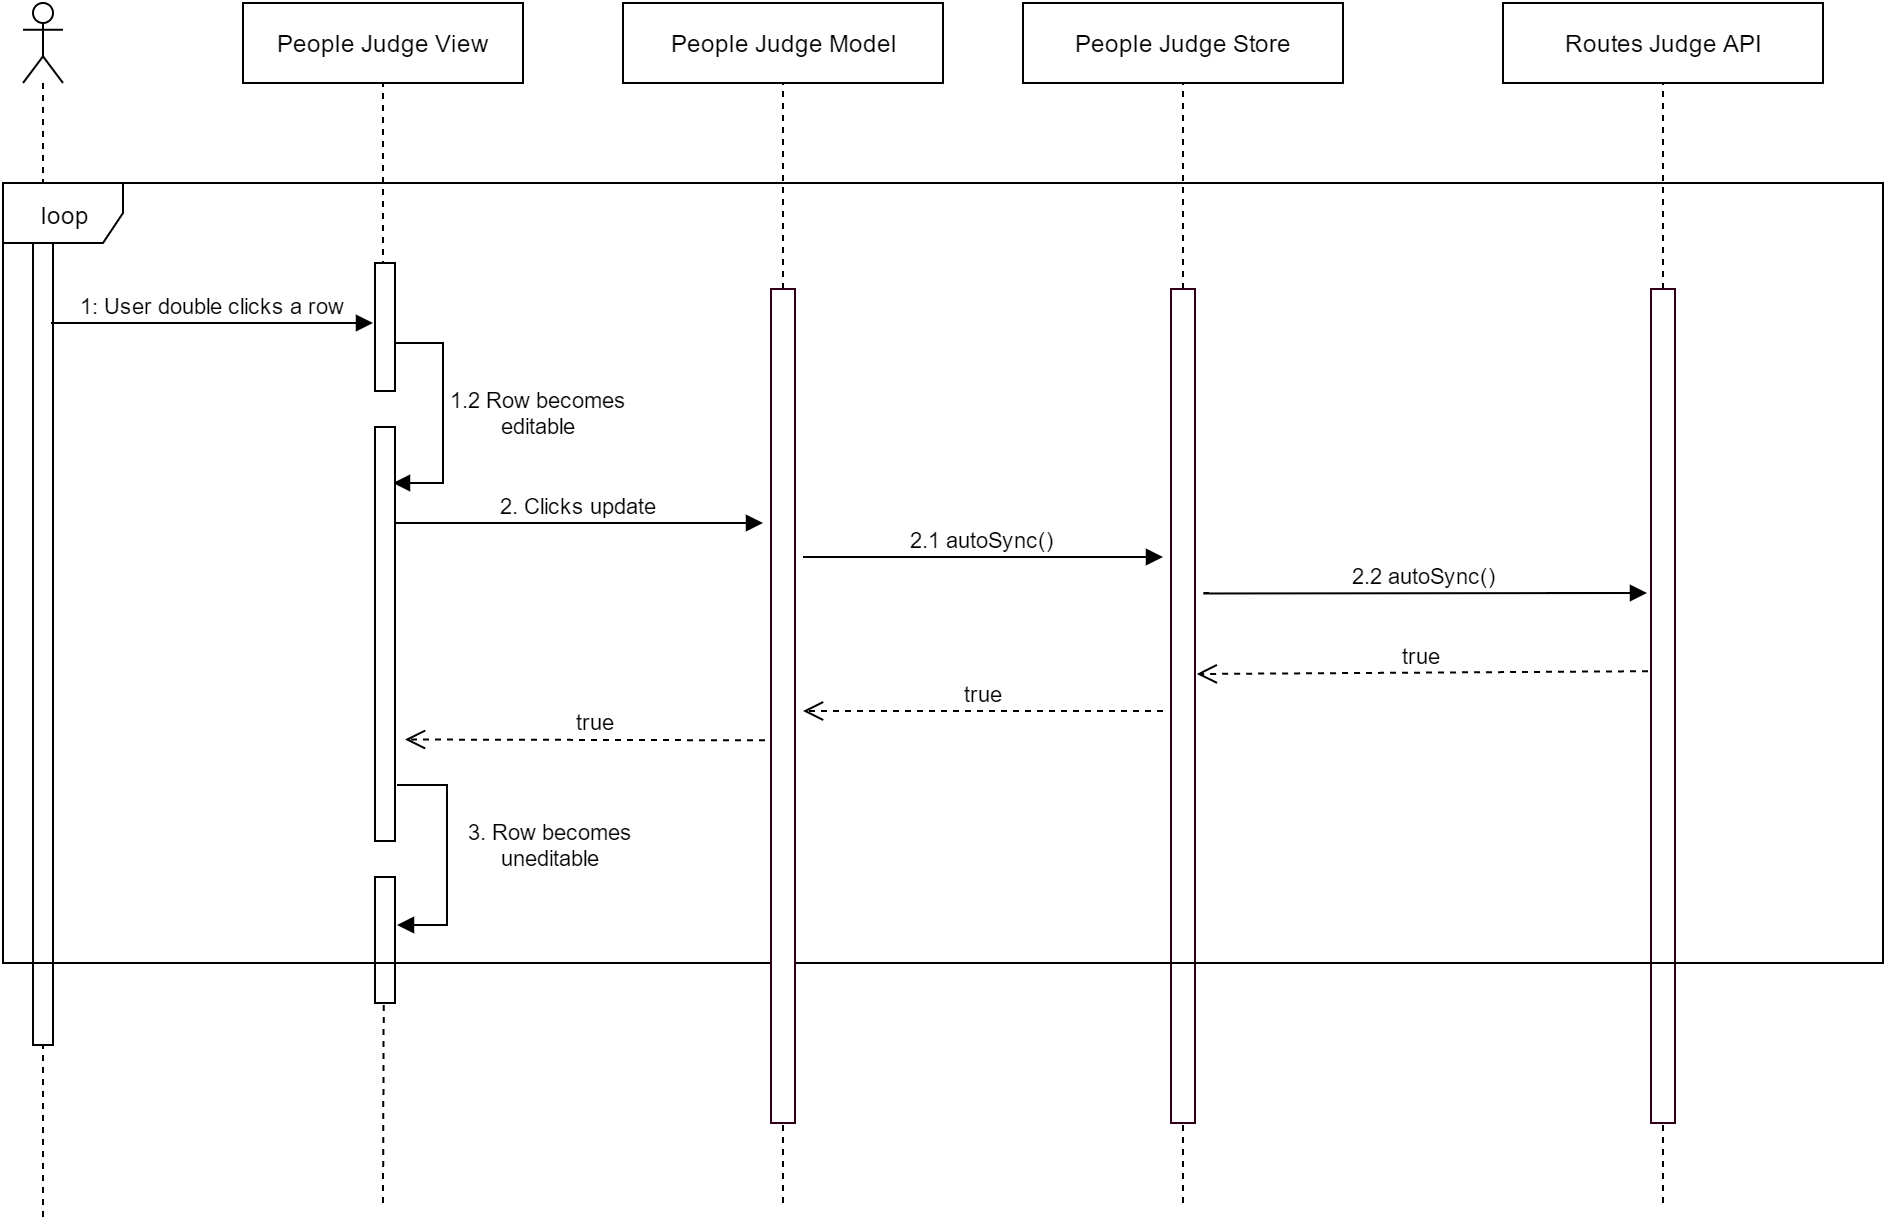 People Judge View
People Judge Model
People Judge Store
Routes Judge API
loop
1: User double clicks a row
1.2 Row becomes
editable
2. Clicks update
2.1 autoSync()
2.2 autoSync()
true
true
true
3. Row becomes
uneditable